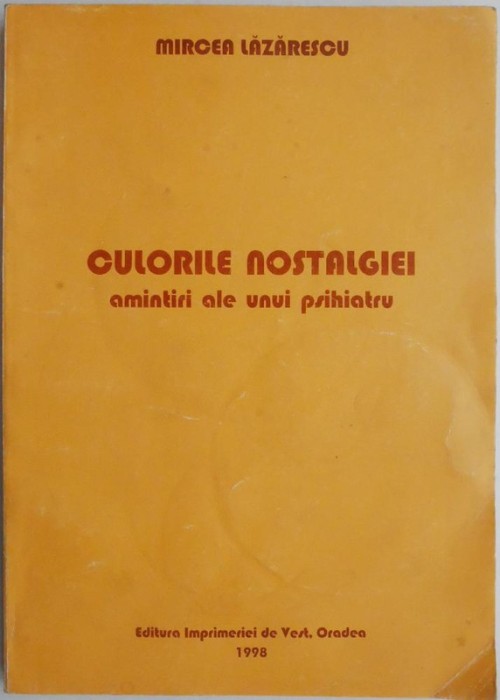 MIRCEA LĂZĂRESCU
CULORILE NOSTALGIEI
amintiri ale unui psihiatru
Editura Imprimeriei de Vest, Oradea
1998